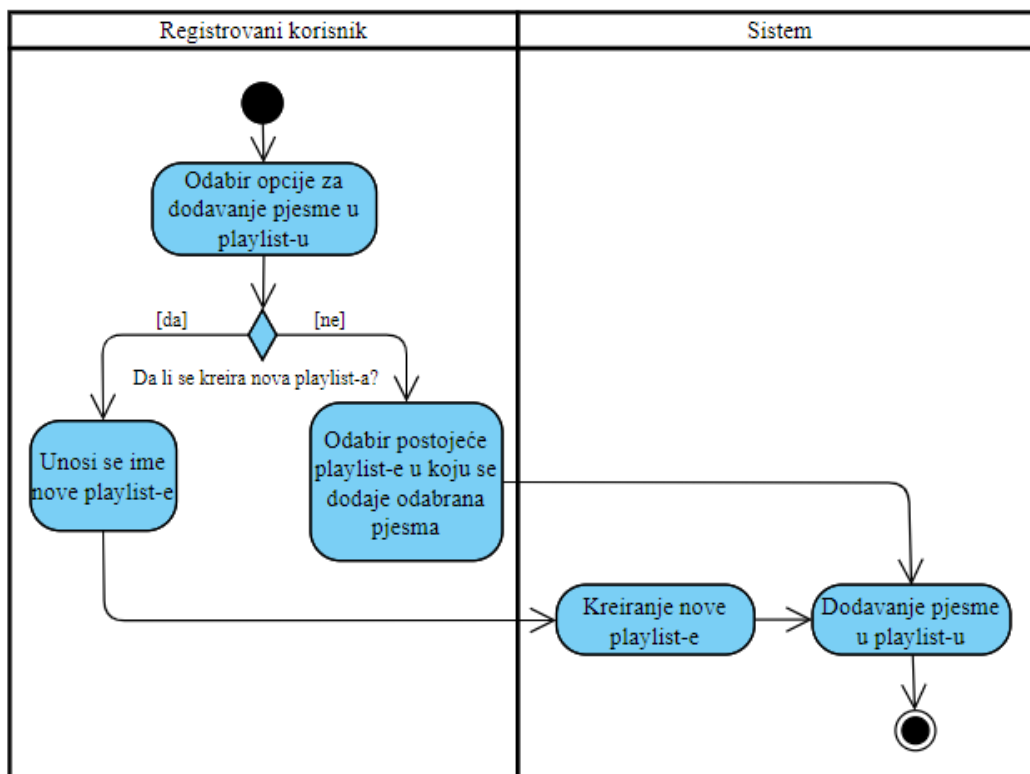 Registrovani korisnik
Sistem
Odabir opcije za
dodavanje pjesme u
playlist-u
[da]
[ne]
Da li se kreira nova playlist-a?
Unosi se ime
nove playlist-e
Odabir postojeće
playlist-e u koju se
dodaje odabrana
pjesma
Kreiranje nove
playlist-e
Dodavanje pjesme
u playlist-u